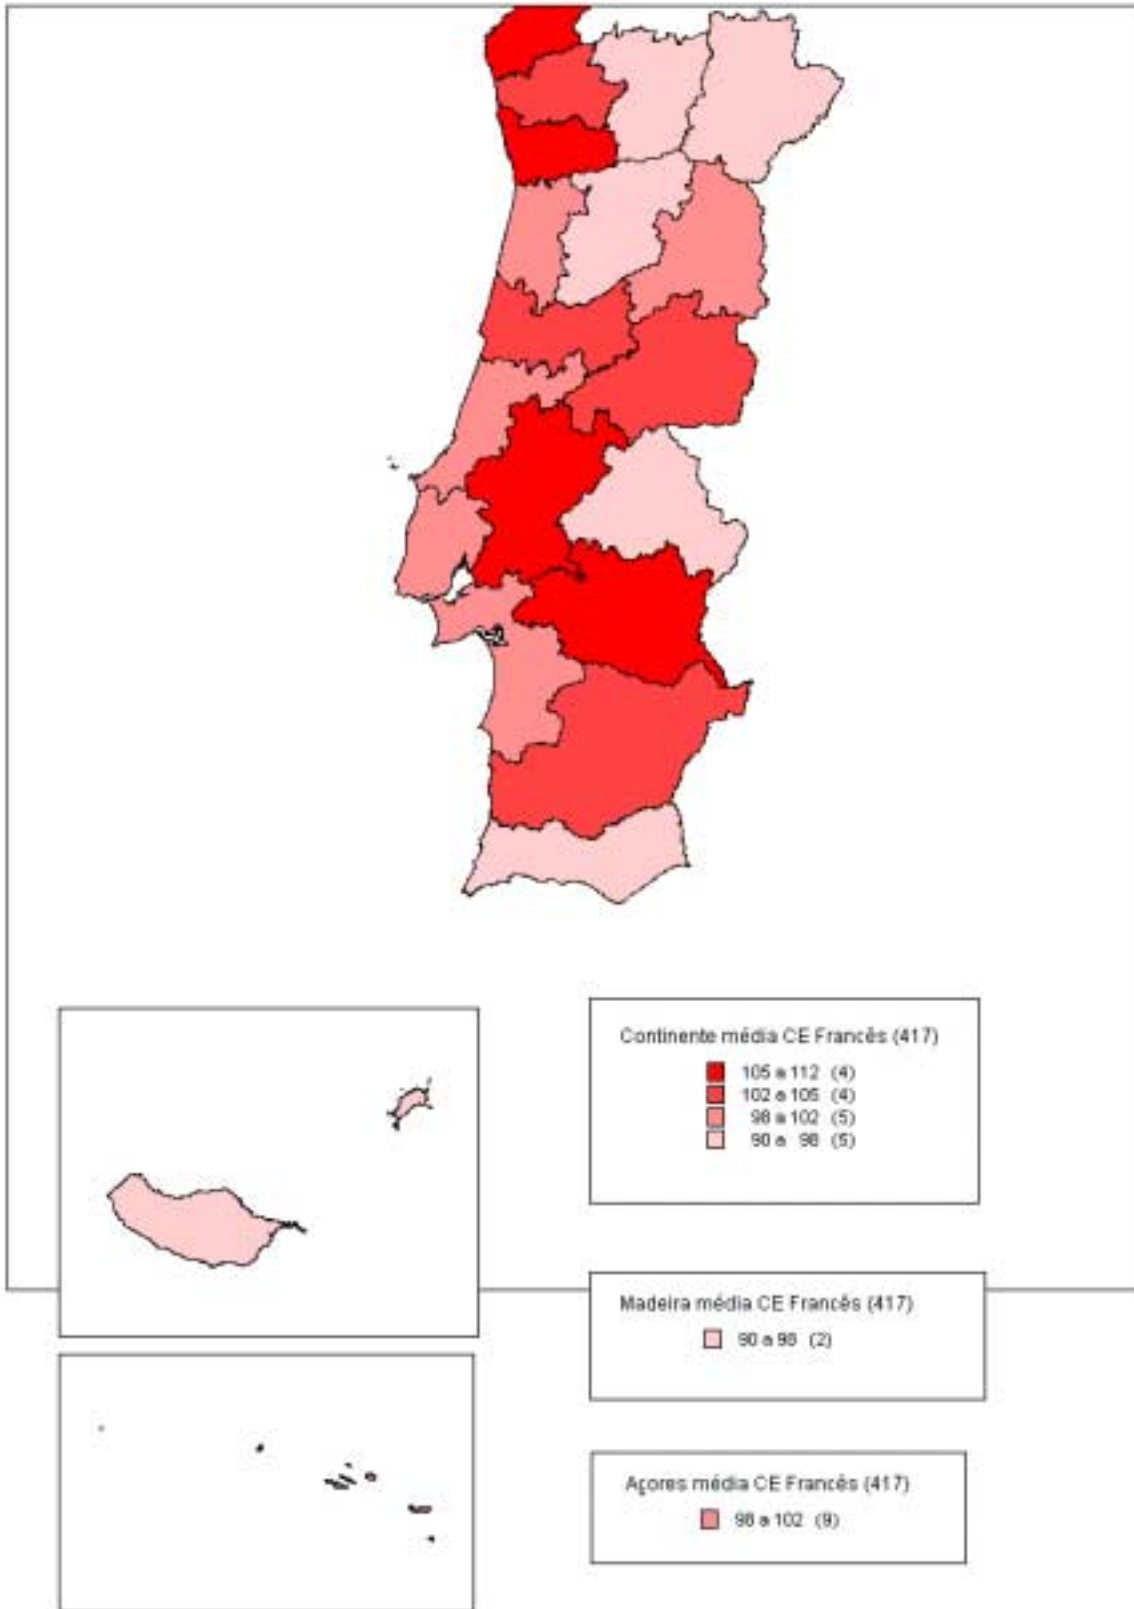 Continente média CE Francês (417)
105 a 112 (4)
102 a 105 (4)
98 a 102 (5)
90 a 98 (5)
Madeira média CE Francês (417)
90 a 98 (2)
Açores média CE Francês (417)
98 a 102 (9)